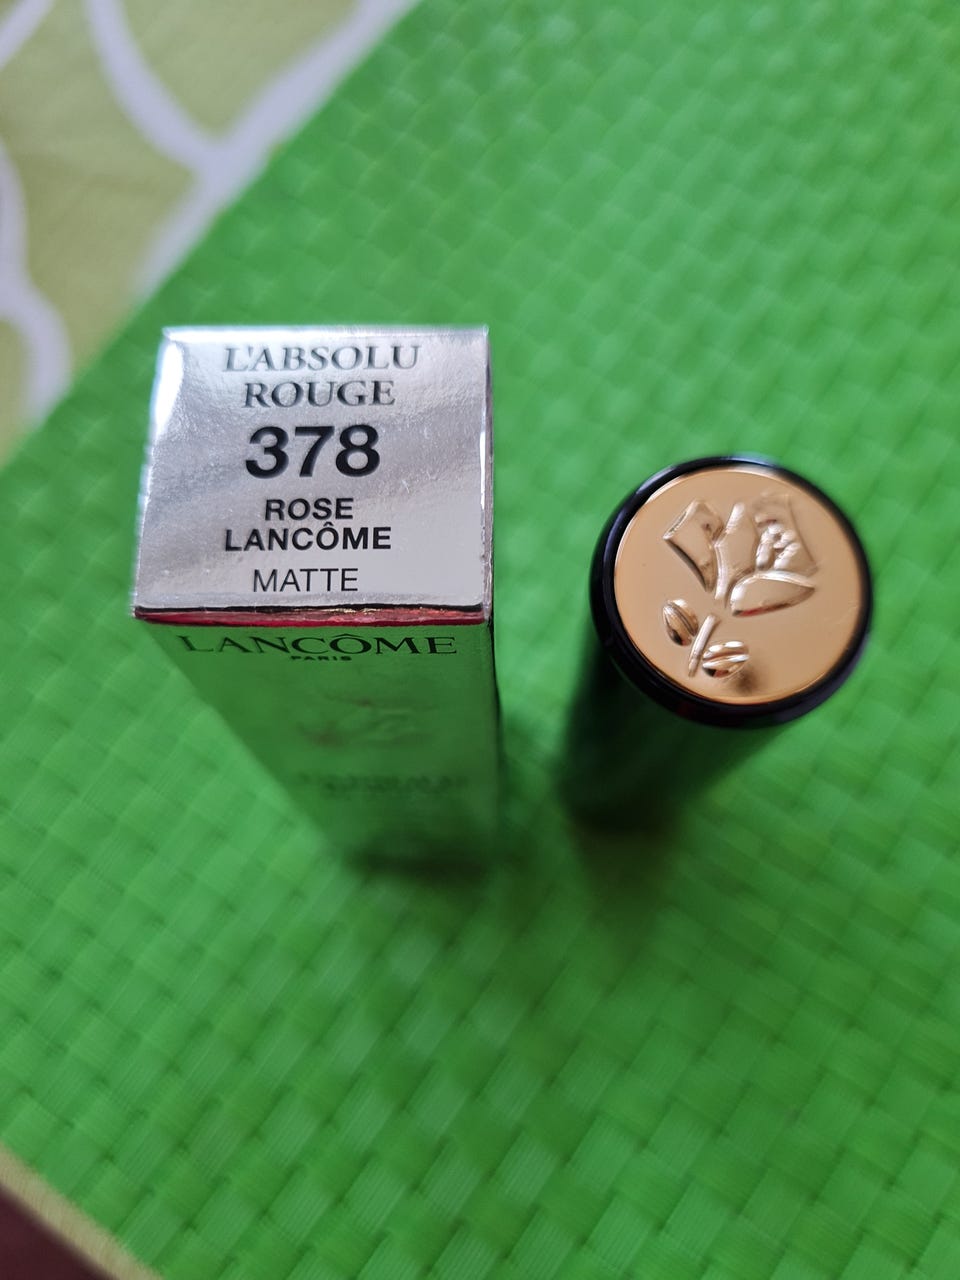 L'ABSOLU
ROUGE
378
ROSE
LANCÔME
MATTE
LANCÔME
PARIS